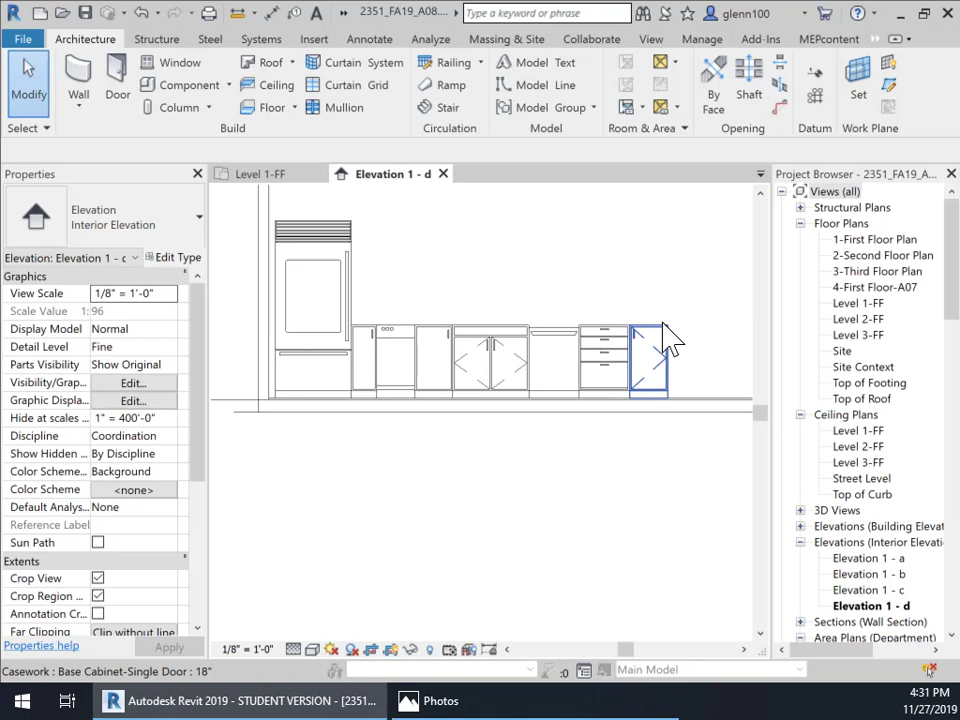 2351_FA19_A08....
Type a keyword or phrase
glenn100
File
Architecture
Structure
Steel
Systems
Insert
Annotate
Analyze
Massing & Site
Collaborate
View
Manage
Add-Ins
MEPcontent
Modify
Wall
Door
Window
Component
Column
Roof
Ceiling
Floor
Curtain System
Curtain Grid
Mullion
Railing
Ramp
Stair
Model Text
Model Line
Model Group
By
Face
Shaft
Set
Select
Build
Circulation
Model
Room & Area
Opening
Datum
Work Plane
Properties
Level 1-FF
Elevation 1 - d
Project Browser - 2351_FA19_A...
Elevation
Interior Elevation
Elevation: Elevation 1 - c
Edit Type
Graphics
View Scale 1/8" = 1'-0"
Scale Value 1: 96
Display Model Normal
Detail Level Fine
Parts Visibility Show Original
Visibility/Grap... Edit...
Graphic Displa... Edit...
Hide at scales 1" = 400'-0"
Discipline Coordination
Show Hidden ... By Discipline
Color Scheme... Background
Color Scheme <none>
Default Analys... None
Reference Label
Sun Path
Extents
Crop View
Crop Region ...
Annotation Cr...
Far Clipping Clip without line
Properties help
Apply
Views (all)
Structural Plans
Floor Plans
1-First Floor Plan
2-Second Floor Plan
3-Third Floor Plan
4-First Floor-A07
Level 1-FF
Level 2-FF
Level 3-FF
Site
Site Context
Top of Footing
Top of Roof
Ceiling Plans
Level 1-FF
Level 2-FF
Level 3-FF
Street Level
Top of Curb
3D Views
Elevations (Building Elevat
Elevations (Interior Elevati
Elevation 1 - a
Elevation 1 - b
Elevation 1 - c
Elevation 1 - d
Sections (Wall Section)
Area Plans (Department)
1/8" = 1'-0"
Casework : Base Cabinet-Single Door : 18"
:0
Main Model
Autodesk Revit 2019 - STUDENT VERSION - [2351...
Photos
4:31 PM
11/27/2019